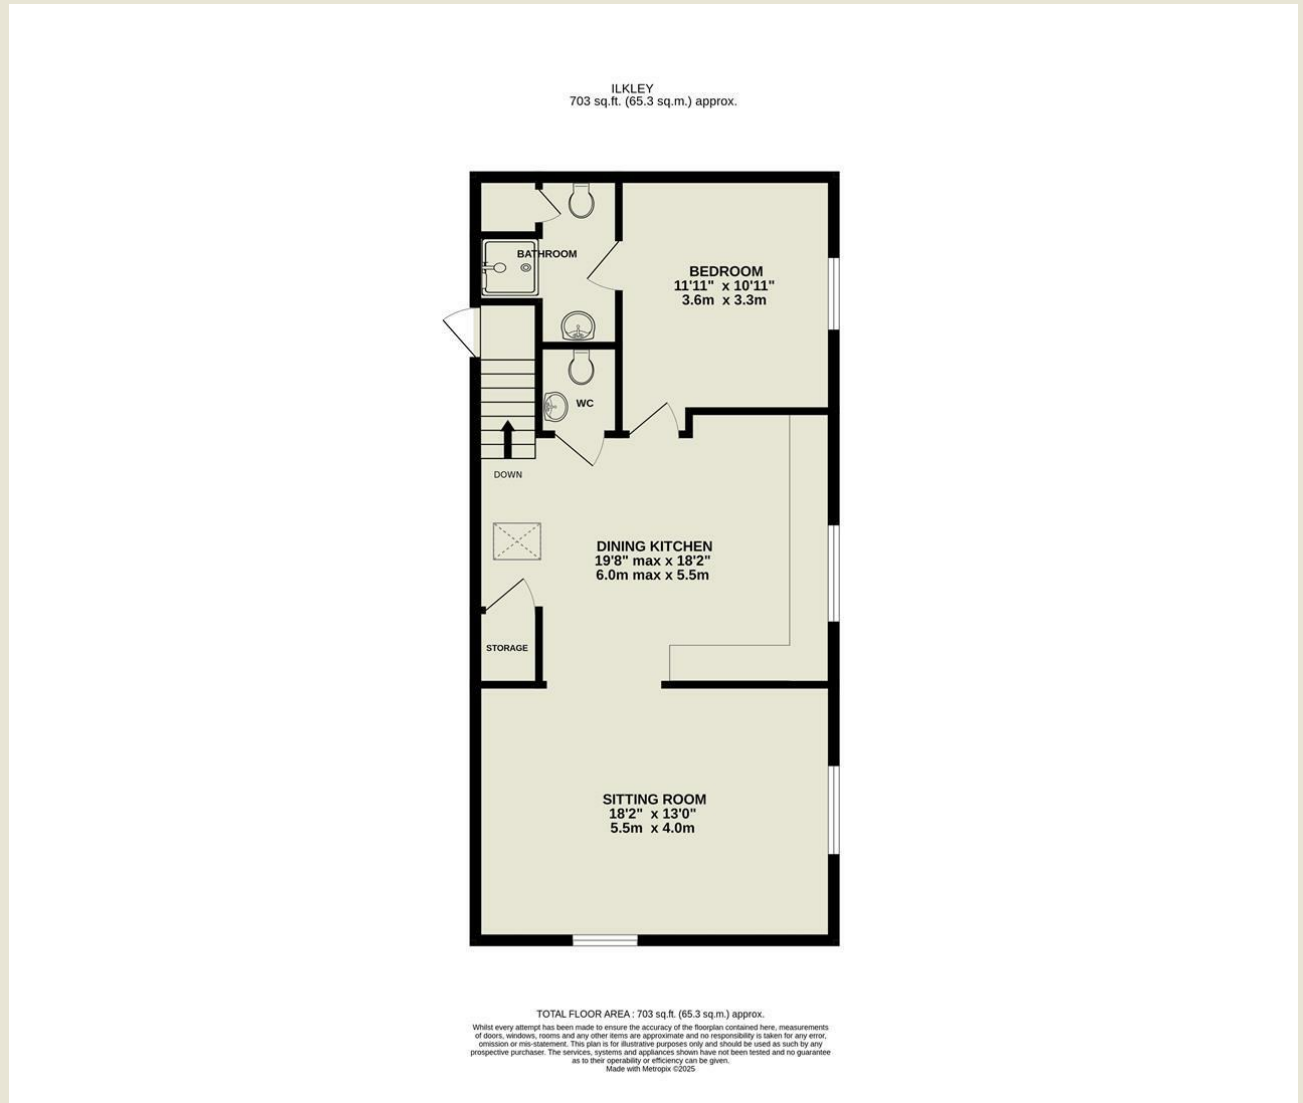 ILKLEY
703 sq.ft. (65.3 sq.m.) approx.
BATHROOM
BEDROOM
11'11" x 10'11"
3.6m x 3.3m
WC
DOWN
DINING KITCHEN
19'8" max x 18'2"
6.0m max x 5.5m
STORAGE
SITTING ROOM
18'2" x 13'0"
5.5m x 4.0m
TOTAL FLOOR AREA : 703 sq.ft. (65.3 sq.m.) approx.
Whilst every attempt has been made to ensure the accuracy of the floorplan contained here, measurements
of doors, windows, rooms and any other items are approximate and no responsibility is taken for any error,
omission or mis-statement. This plan is for illustrative purposes only and should be used as such by any
prospective purchaser. The services, systems and appliances shown have not been tested and no guarantee
as to their operability or efficiency can be given.
Made with Metropix ©2025